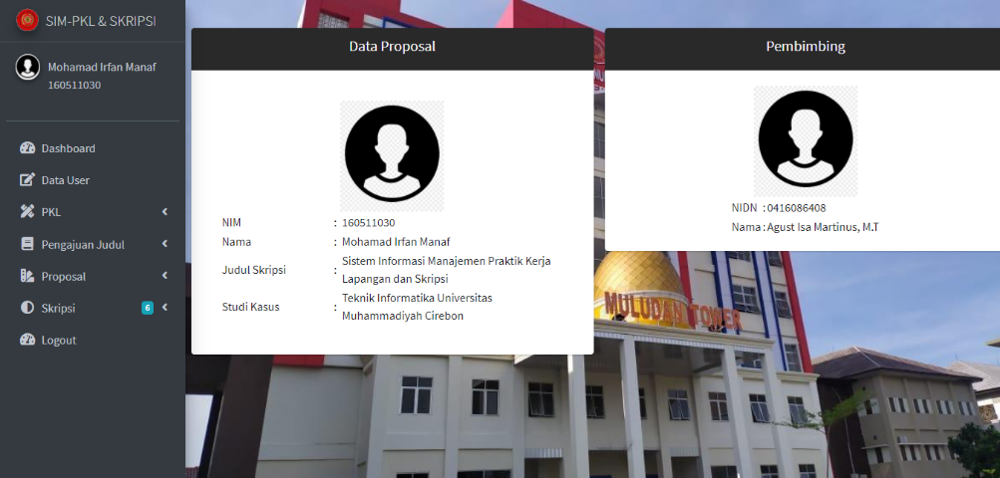 SIM-PKL & SKRIPSI
Mohamad Irfan Manaf
160511030
Dashboard
Data User
PKL
Pengajuan Judul
Proposal
Skripsi 6
Logout
Data Proposal
NIM : 160511030
Nama : Mohamad Irfan Manaf
Judul Skripsi : Sistem Informasi Manajemen Praktik Kerja
Lapangan dan Skripsi
Studi Kasus : Teknik Informatika Universitas
Muhammadiyah Cirebon
Pembimbing
NIDN : 0416086408
Nama : Agust Isa Martinus, M.T
MULUDAN TOWER